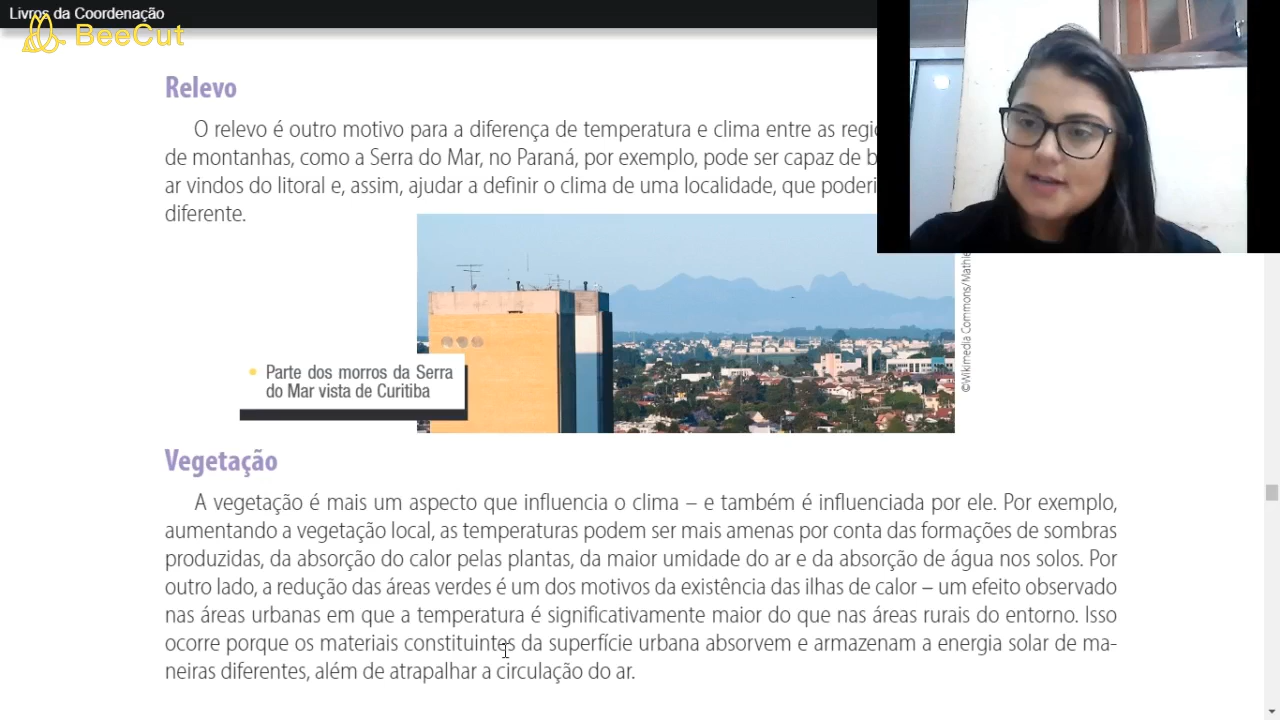 Livros da Coordenação
BeeCut
Relevo
O relevo é outro motivo para a diferença de temperatura e clima entre as
de montanhas, como a Serra do Mar, no Paraná, por exemplo, pode ser capaz de
ar vindos do litoral e, assim, ajudar a definir o clima de uma localidade, que
diferente.
©Wikimedia Commons/
Parte dos morros da Serra
do Mar vista de Curitiba
Vegetação
A vegetação é mais um aspecto que influencia o clima – e também é influenciada por ele. Por exemplo,
aumentando a vegetação local, as temperaturas podem ser mais amenas por conta das formações de sombras
produzidas, da absorção do calor pelas plantas, da maior umidade do ar e da absorção de água nos solos. Por
outro lado, a redução das áreas verdes é um dos motivos da existência das ilhas de calor – um efeito observado
nas áreas urbanas em que a temperatura é significativamente maior do que nas áreas rurais do entorno. Isso
ocorre porque os materiais constituintes da superfície urbana absorvem e armazenam a energia solar de ma-
neiras diferentes, além de atrapalhar a circulação do ar.